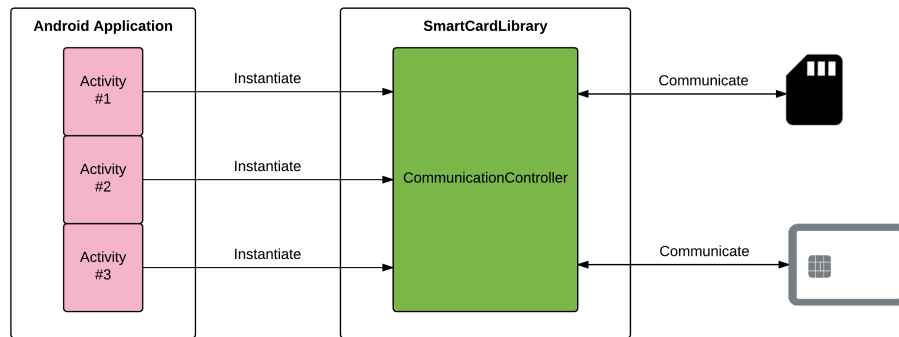 Android Application
SmartCardLibrary
Activity
#1
Instantiate
Communicate
Activity
#2
Instantiate
CommunicationController
Activity
#3
Instantiate
Communicate